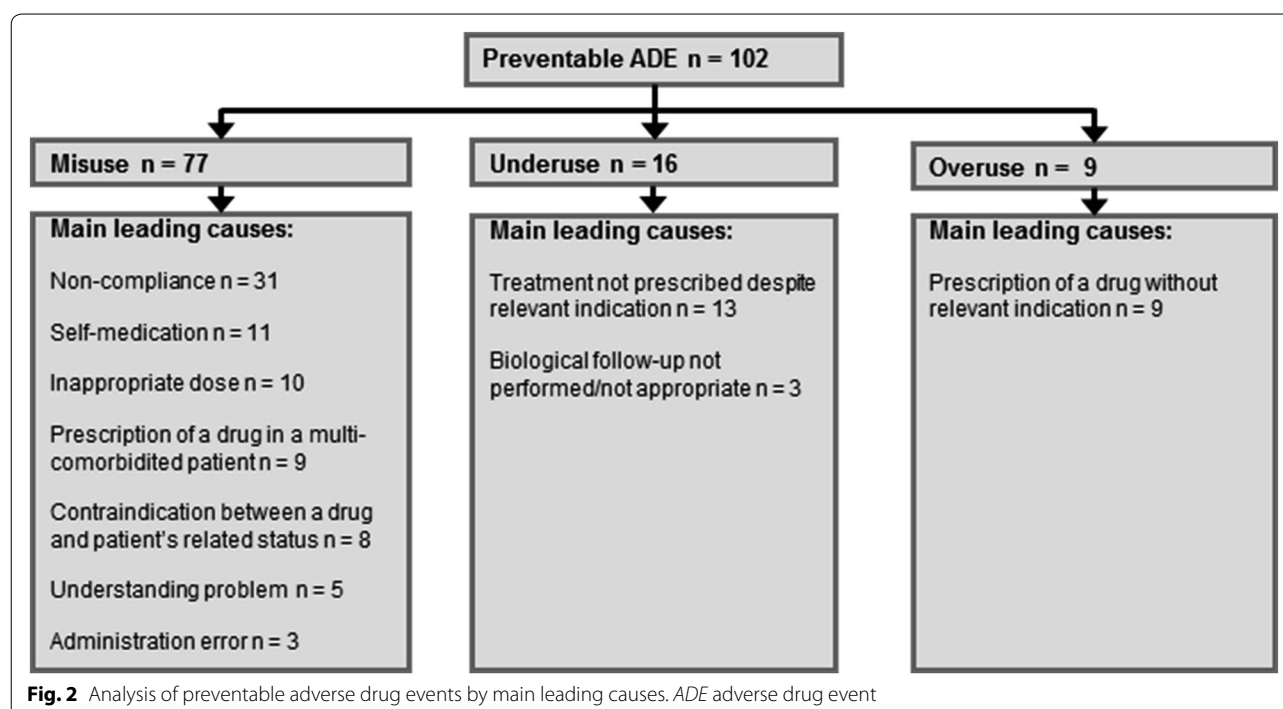 Preventable ADE n = 102
Misuse n = 77
Main leading causes:
Non-compliance n = 31
Self-medication n = 11
Inappropriate dose n = 10
Prescription of a drug in a multi-
comorbidited patient n = 9
Contraindication between a drug
and patient's related status n = 8
Understanding problem n = 5
Administration error n = 3
Underuse n = 16
Main leading causes:
Treatment not prescribed despite
relevant indication n = 13
Biological follow-up not
performed/not appropriate n = 3
Overuse n = 9
Main leading causes:
Prescription of a drug without
relevant indication n = 9
Fig. 2 Analysis of preventable adverse drug events by main leading causes. ADE adverse drug event